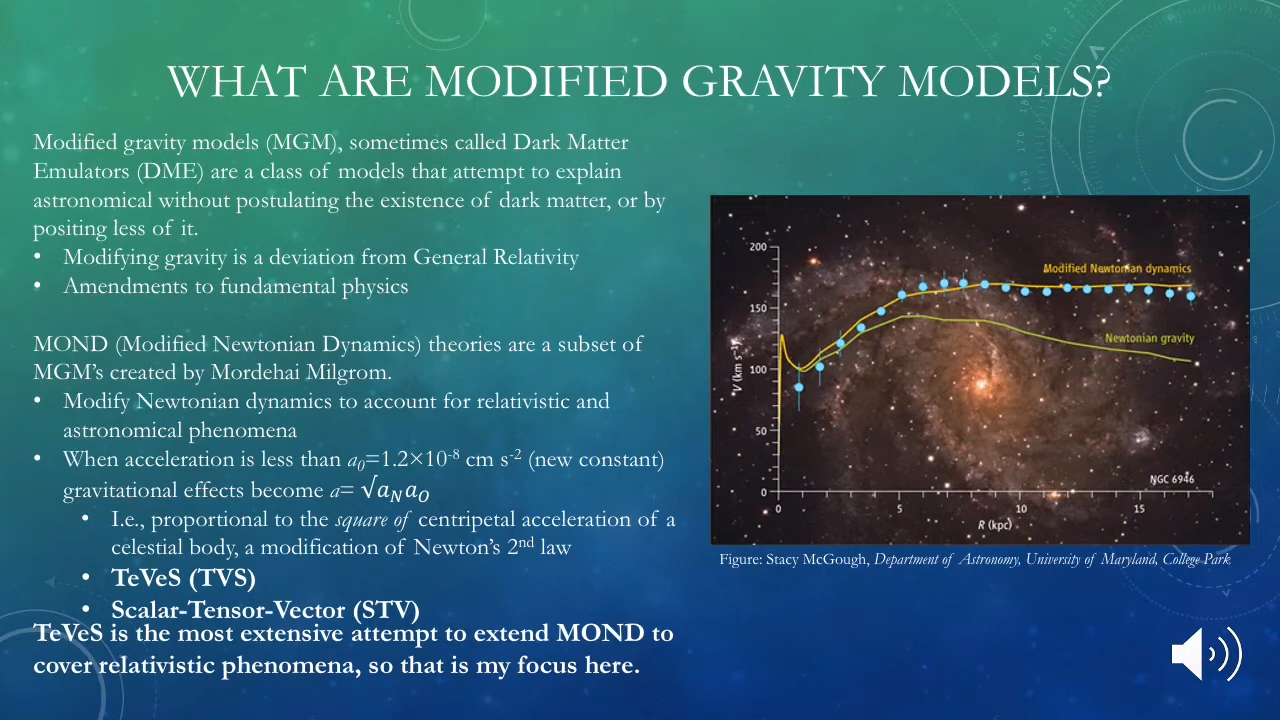 WHAT ARE MODIFIED GRAVITY MODELS?
Modified gravity models (MGM), sometimes called Dark Matter
Emulators (DME) are a class of models that attempt to explain
astronomical without postulating the existence of dark matter, or by
positing less of it.
• Modifying gravity is a deviation from General Relativity
• Amendments to fundamental physics
MOND (Modified Newtonian Dynamics) theories are a subset of
MGM's created by Mordehai Milgrom.
• Modify Newtonian dynamics to account for relativistic and
astronomical phenomena
• When acceleration is less than a₀=1.2×10⁻⁸ cm s⁻² (new constant)
gravitational effects become a= √a_N a_O
• I.e., proportional to the square of centripetal acceleration of a
celestial body, a modification of Newton's 2nd law
• TeVeS (TVS)
• Scalar-Tensor-Vector (STV)
TeVeS is the most extensive attempt to extend MOND to
cover relativistic phenomena, so that is my focus here.
200
150
100
50
0
V (km s⁻¹)
Modified Newtonian dynamics
Newtonian gravity
NGC 6946
0 5 10 15
R (kpc)
Figure: Stacy McGough, Department of Astronomy, University of Maryland, College Park
170
160
200